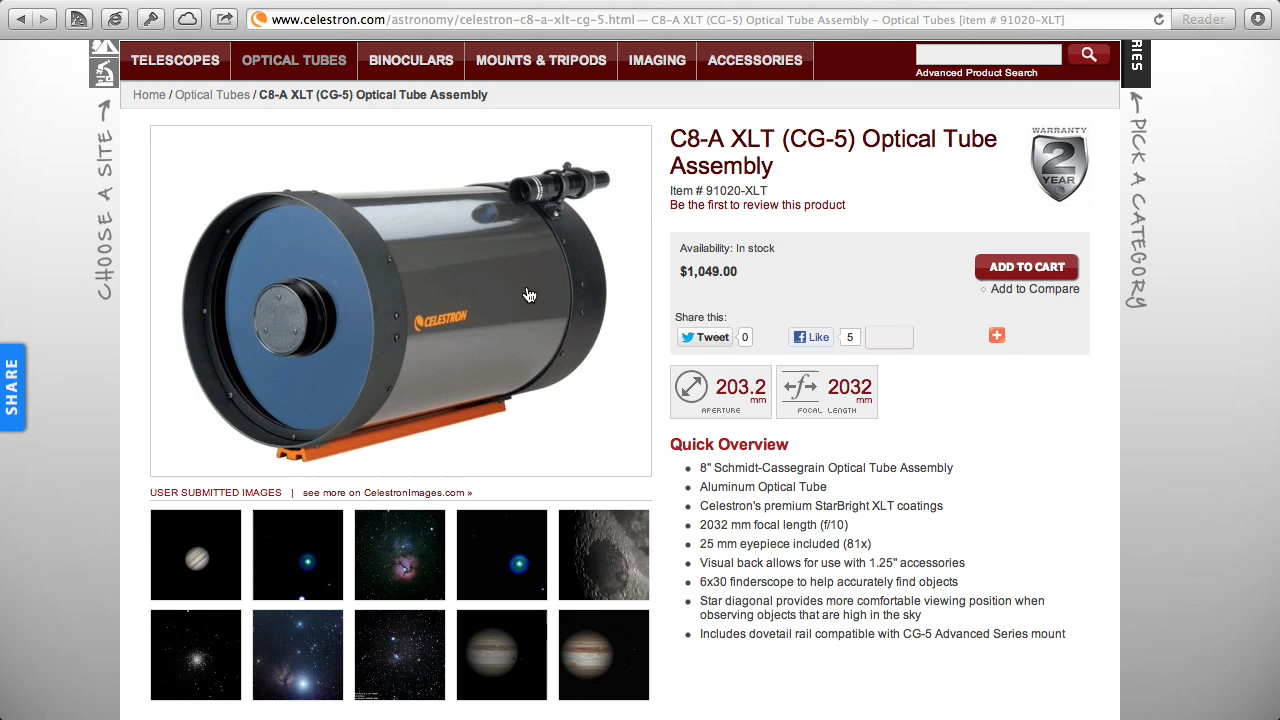 www.celestron.com/astronomy/celestron-c8-a-xlt-cg-5.html — C8-A XLT (CG-5) Optical Tube Assembly – Optical Tubes [item # 91020-XLT]
Reader
TELESCOPES
OPTICAL TUBES
BINOCULARS
MOUNTS & TRIPODS
IMAGING
ACCESSORIES
Advanced Product Search
RIES
Home / Optical Tubes / C8-A XLT (CG-5) Optical Tube Assembly
CHOOSE A SITE
PICK A CATEGORY
SHARE
CELESTRON
C8-A XLT (CG-5) Optical Tube
Assembly
WARRANTY
2
YEAR
Item # 91020-XLT
Be the first to review this product
Availability: In stock
$1,049.00
ADD TO CART
Add to Compare
Share this:
Tweet
0
Like
5
203.2
mm
APERTURE
f
2032
mm
FOCAL LENGTH
Quick Overview
8" Schmidt-Cassegrain Optical Tube Assembly
Aluminum Optical Tube
Celestron's premium StarBright XLT coatings
2032 mm focal length (f/10)
25 mm eyepiece included (81x)
Visual back allows for use with 1.25" accessories
6x30 finderscope to help accurately find objects
Star diagonal provides more comfortable viewing position when
observing objects that are high in the sky
Includes dovetail rail compatible with CG-5 Advanced Series mount
USER SUBMITTED IMAGES | see more on CelestronImages.com »